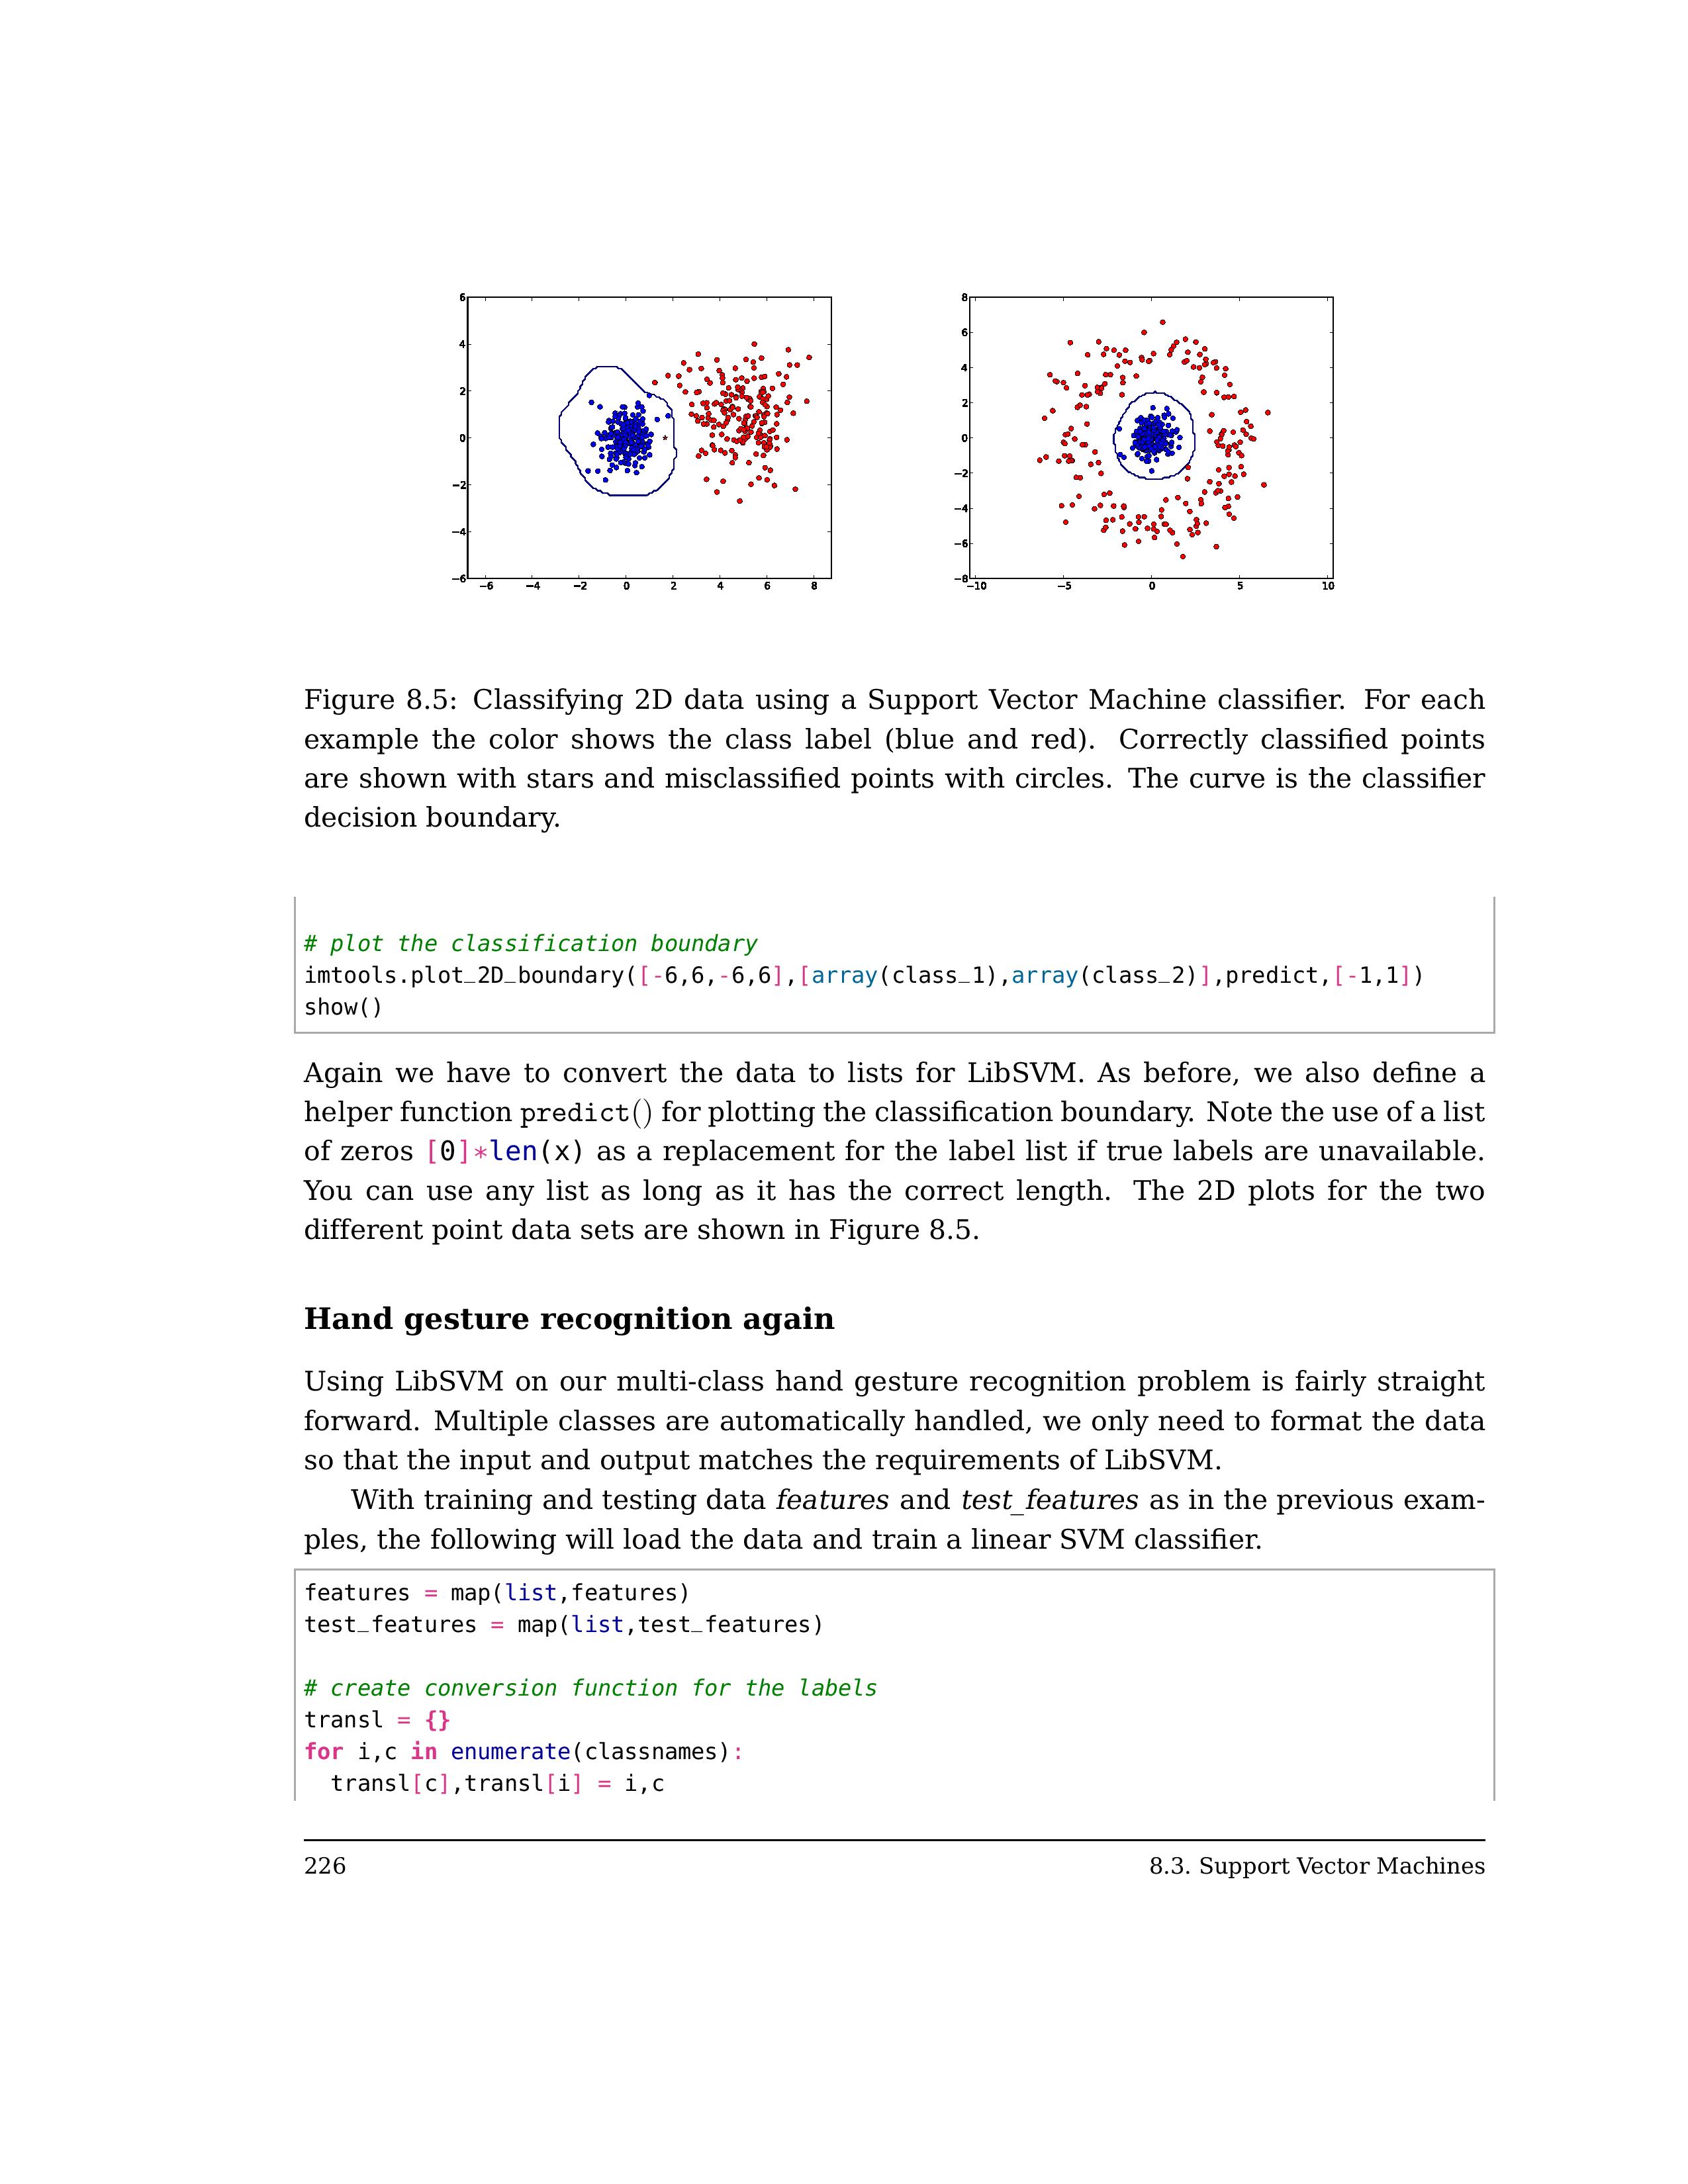 6
4
2
0
−2
−4
−6
−6 −4 −2 0 2 4 6 8
8
6
4
2
0
−2
−4
−6
−8
−10 −5 0 5 10
Figure 8.5: Classifying 2D data using a Support Vector Machine classifier. For each
example the color shows the class label (blue and red). Correctly classified points
are shown with stars and misclassified points with circles. The curve is the classifier
decision boundary.
# plot the classification boundary
imtools.plot_2D_boundary([-6,6,-6,6],[array(class_1),array(class_2)],predict,[-1,1])
show()
Again we have to convert the data to lists for LibSVM. As before, we also define a
helper function predict() for plotting the classification boundary. Note the use of a list
of zeros [0]*len(x) as a replacement for the label list if true labels are unavailable.
You can use any list as long as it has the correct length. The 2D plots for the two
different point data sets are shown in Figure 8.5.
Hand gesture recognition again
Using LibSVM on our multi-class hand gesture recognition problem is fairly straight
forward. Multiple classes are automatically handled, we only need to format the data
so that the input and output matches the requirements of LibSVM.
With training and testing data features and test_features as in the previous exam-
ples, the following will load the data and train a linear SVM classifier.
features = map(list,features)
test_features = map(list,test_features)
# create conversion function for the labels
transl = {}
for i,c in enumerate(classnames):
  transl[c],transl[i] = i,c
226 8.3. Support Vector Machines